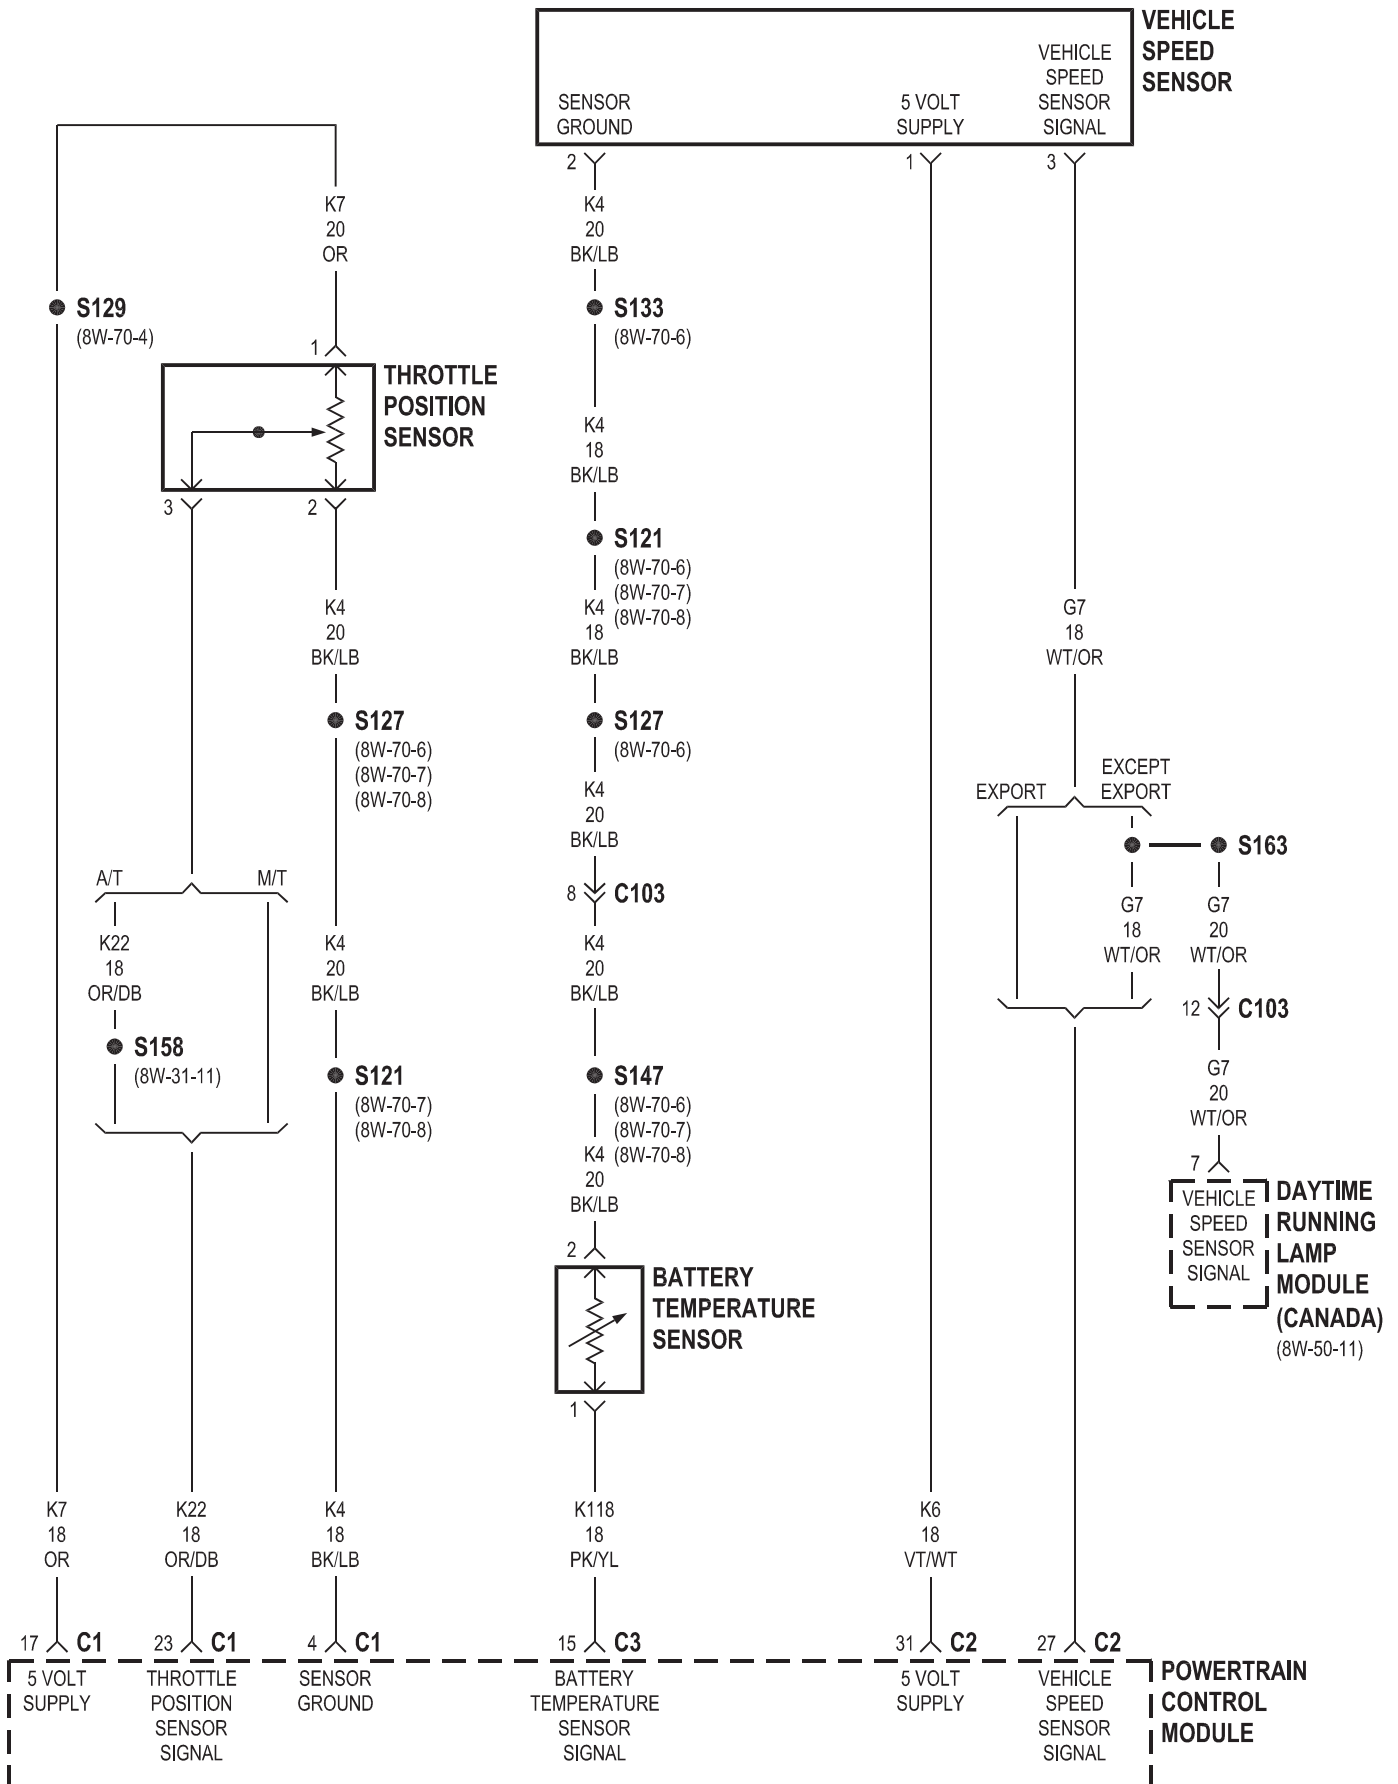 VEHICLE
SPEED
SENSOR
VEHICLE
SPEED
SENSOR
SIGNAL
SENSOR
GROUND
5 VOLT
SUPPLY
2
1
3
K7
20
OR
K4
20
BK/LB
S129
(8W-70-4)
S133
(8W-70-6)
1
THROTTLE
POSITION
SENSOR
3
2
K4
18
BK/LB
S121
(8W-70-6)
(8W-70-7)
(8W-70-8)
K4
20
BK/LB
K4
18
BK/LB
G7
18
WT/OR
S127
(8W-70-6)
(8W-70-7)
(8W-70-8)
S127
(8W-70-6)
K4
20
BK/LB
EXPORT
EXCEPT
EXPORT
S163
A/T
M/T
8
C103
K22
18
OR/DB
K4
20
BK/LB
K4
20
BK/LB
G7
18
WT/OR
G7
20
WT/OR
12
C103
S158
(8W-31-11)
S121
(8W-70-7)
(8W-70-8)
S147
(8W-70-6)
(8W-70-7)
(8W-70-8)
K4
20
BK/LB
G7
20
WT/OR
7
VEHICLE
SPEED
SENSOR
SIGNAL
DAYTIME
RUNNING
LAMP
MODULE
(CANADA)
(8W-50-11)
2
BATTERY
TEMPERATURE
SENSOR
1
K7
18
OR
K22
18
OR/DB
K4
18
BK/LB
K118
18
PK/YL
K6
18
VT/WT
17
C1
23
C1
4
C1
15
C3
31
C2
27
C2
5 VOLT
SUPPLY
THROTTLE
POSITION
SENSOR
SIGNAL
SENSOR
GROUND
BATTERY
TEMPERATURE
SENSOR
SIGNAL
5 VOLT
SUPPLY
VEHICLE
SPEED
SENSOR
SIGNAL
POWERTRAIN
CONTROL
MODULE